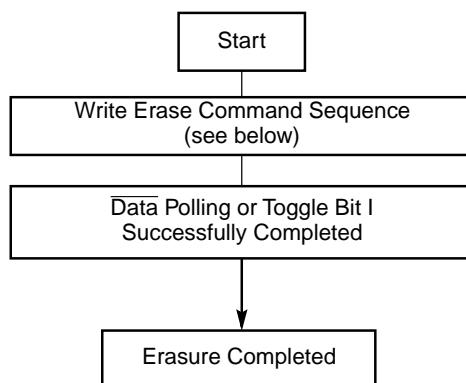 Start
Write Erase Command Sequence
(see below)
Data Polling or Toggle Bit I
Successfully Completed
Erasure Completed